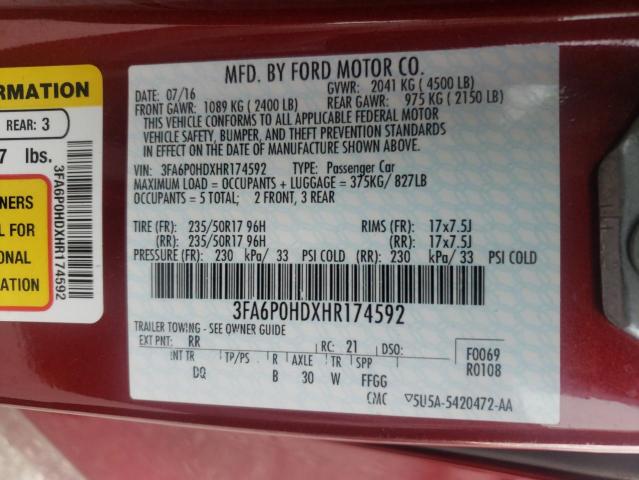 MFD. BY FORD MOTOR CO.
DATE: 07/16 GVWR: 2041 KG ( 4500 LB)
FRONT GAWR: 1089 KG ( 2400 LB) REAR GAWR: 975 KG ( 2150 LB)
THIS VEHICLE CONFORMS TO ALL APPLICABLE FEDERAL MOTOR
VEHICLE SAFETY, BUMPER, AND THEFT PREVENTION STANDARDS
IN EFFECT ON THE DATE OF MANUFACTURE SHOWN ABOVE.
VIN: 3FA6P0HDXHR174592 TYPE: Passenger Car
MAXIMUM LOAD = OCCUPANTS + LUGGAGE = 375KG/ 827LB
OCCUPANTS = 5 TOTAL; 2 FRONT, 3 REAR
TIRE (FR): 235/50R17 96H RIMS (FR): 17x7.5J
(RR): 235/50R17 96H (RR): 17x7.5J
PRESSURE (FR): 230 kPa/ 33 PSI COLD (RR): 230 kPa/ 33 PSI COLD
3FA6P0HDXHR174592
TRAILER TOWING - SEE OWNER GUIDE
EXT PNT: RR RC: 21 DSO:
INT TR TP/PS R AXLE TR SPP
DQ B 30 W FFGG
F0069
R0108
CMC ▽5U5A-5420472-AA
ORMATION
REAR: 3
7 lbs.
NERS
L FOR
ONAL
ATION
3FA6P0HDXHR174592